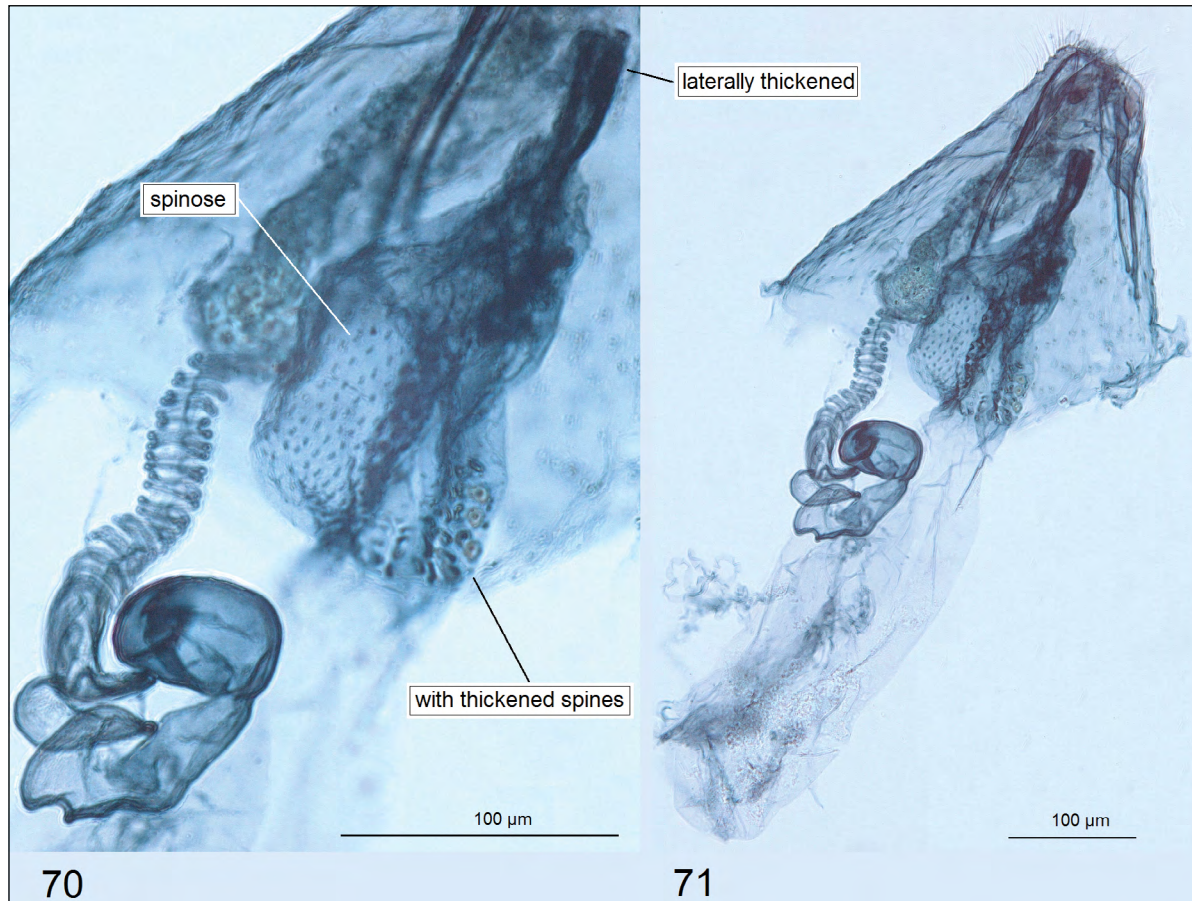 laterally thickened
spinose
with thickened spines
100 µm
100 µm
70
71